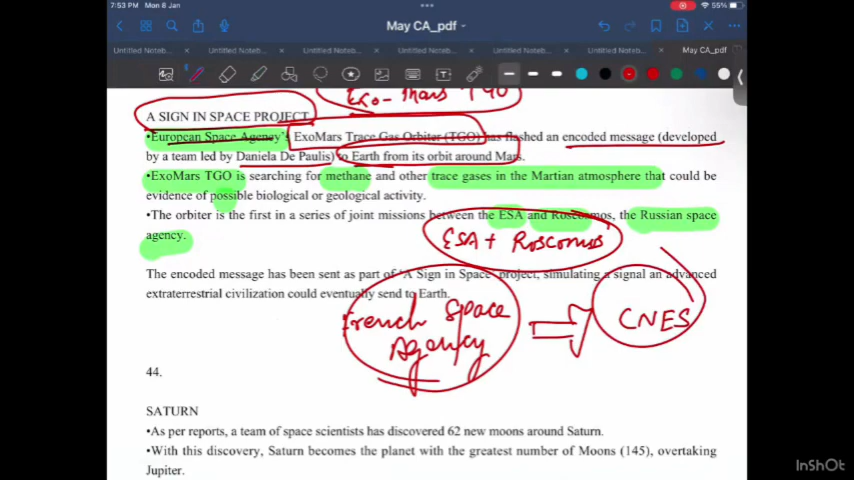 7:53 PM Mon 8 Jan
55%
May CA_pdf
Untitled Noteb...
Untitled Noteb...
Untitled Noteb...
Untitled Noteb...
Untitled Noteb...
Untitled Noteb...
May CA_pdf
Exo-Mars TGO
A SIGN IN SPACE PROJECT
•European Space Agency's ExoMars Trace Gas Orbiter (TGO) has flashed an encoded message (developed
by a team led by Daniela De Paulis) to Earth from its orbit around Mars.
•ExoMars TGO is searching for methane and other trace gases in the Martian atmosphere that could be
evidence of possible biological or geological activity.
•The orbiter is the first in a series of joint missions between the ESA and Roscosmos, the Russian space
agency.
ESA + Roscosmos
The encoded message has been sent as part of 'A Sign in Space' project, simulating a signal an advanced
extraterrestrial civilization could eventually send to Earth.
French Space
Agency
CNES
44.
SATURN
•As per reports, a team of space scientists has discovered 62 new moons around Saturn.
•With this discovery, Saturn becomes the planet with the greatest number of Moons (145), overtaking
Jupiter.
InShOt